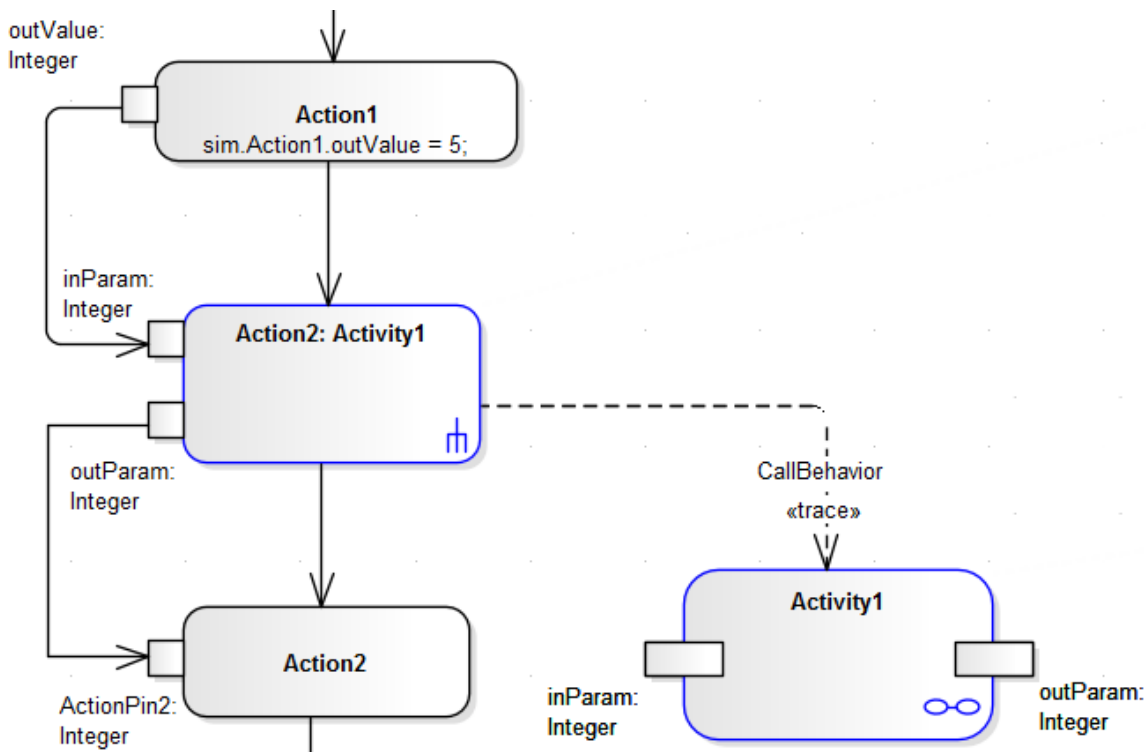 outValue:
Integer
Action1
sim.Action1.outValue = 5;
inParam:
Integer
Action2: Activity1
outParam:
Integer
CallBehavior
«trace»
Activity1
Action2
ActionPin2:
Integer
inParam:
Integer
outParam:
Integer